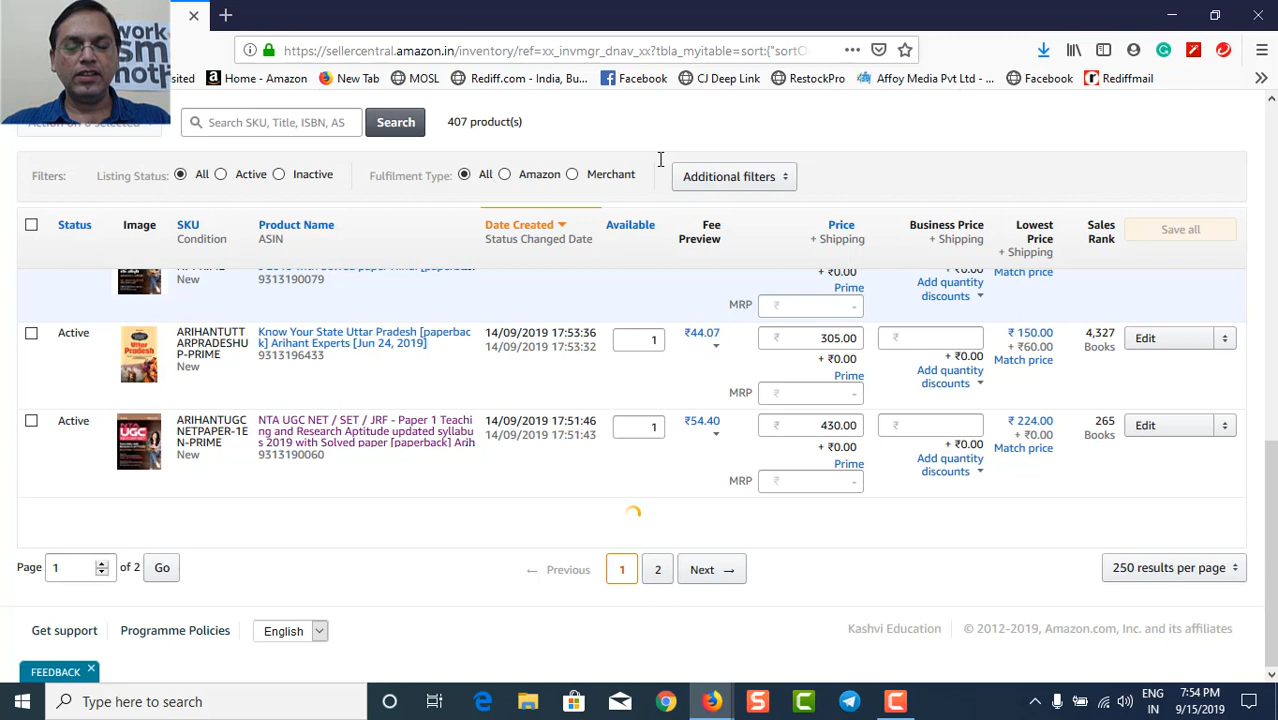 work
sm
noth
https://sellercentral.amazon.in/inventory/ref=xx_invmgr_dnav_xx?tbla_myitable=sort:{"sortO
sited Home - Amazon New Tab MOSL Rediff.com - India, Bu... Facebook CJ Deep Link RestockPro Affoy Media Pvt Ltd - ... Facebook Rediffmail
Search SKU, Title, ISBN, AS Search 407 product(s)
Filters: Listing Status: All Active Inactive Fulfilment Type: All Amazon Merchant Additional filters
Status Image SKU Product Name Date Created Available Fee Preview Price Business Price Lowest Price Sales Rank Save all
Condition ASIN Status Changed Date + Shipping + Shipping + Shipping
9313190079
New
+ ₹0.00
Prime
MRP ₹ -
Add quantity discounts
Match price
Active
ARIHANTUTT
ARPRADESHU
P-PRIME
New
Know Your State Uttar Pradesh [paperbac
k] Arihant Experts [Jun 24, 2019]
9313196433
14/09/2019 17:53:36
14/09/2019 17:53:32
1
₹44.07
₹ 305.00
+ ₹0.00
Prime
MRP ₹ -
₹
+ ₹0.00
Add quantity discounts
₹ 150.00
+ ₹60.00
Match price
4,327
Books
Edit
Active
ARIHANTUGC
NETPAPER-1E
N-PRIME
New
NTA UGC NET / SET / JRF - Paper 1 Teachi
ng and Research Aptitude updated syllabu
s 2019 with Solved paper [paperback] Arih
9313190060
14/09/2019 17:51:46
14/09/2019 17:51:43
1
₹54.40
₹ 430.00
+ ₹0.00
Prime
MRP ₹ -
₹
+ ₹0.00
Add quantity discounts
₹ 224.00
+ ₹0.00
Match price
265
Books
Edit
Page 1 of 2 Go ← Previous 1 2 Next → 250 results per page
Get support Programme Policies English Kashvi Education © 2012-2019, Amazon.com, Inc. and its affiliates
FEEDBACK
Type here to search
ENG
IN
7:54 PM
9/15/2019